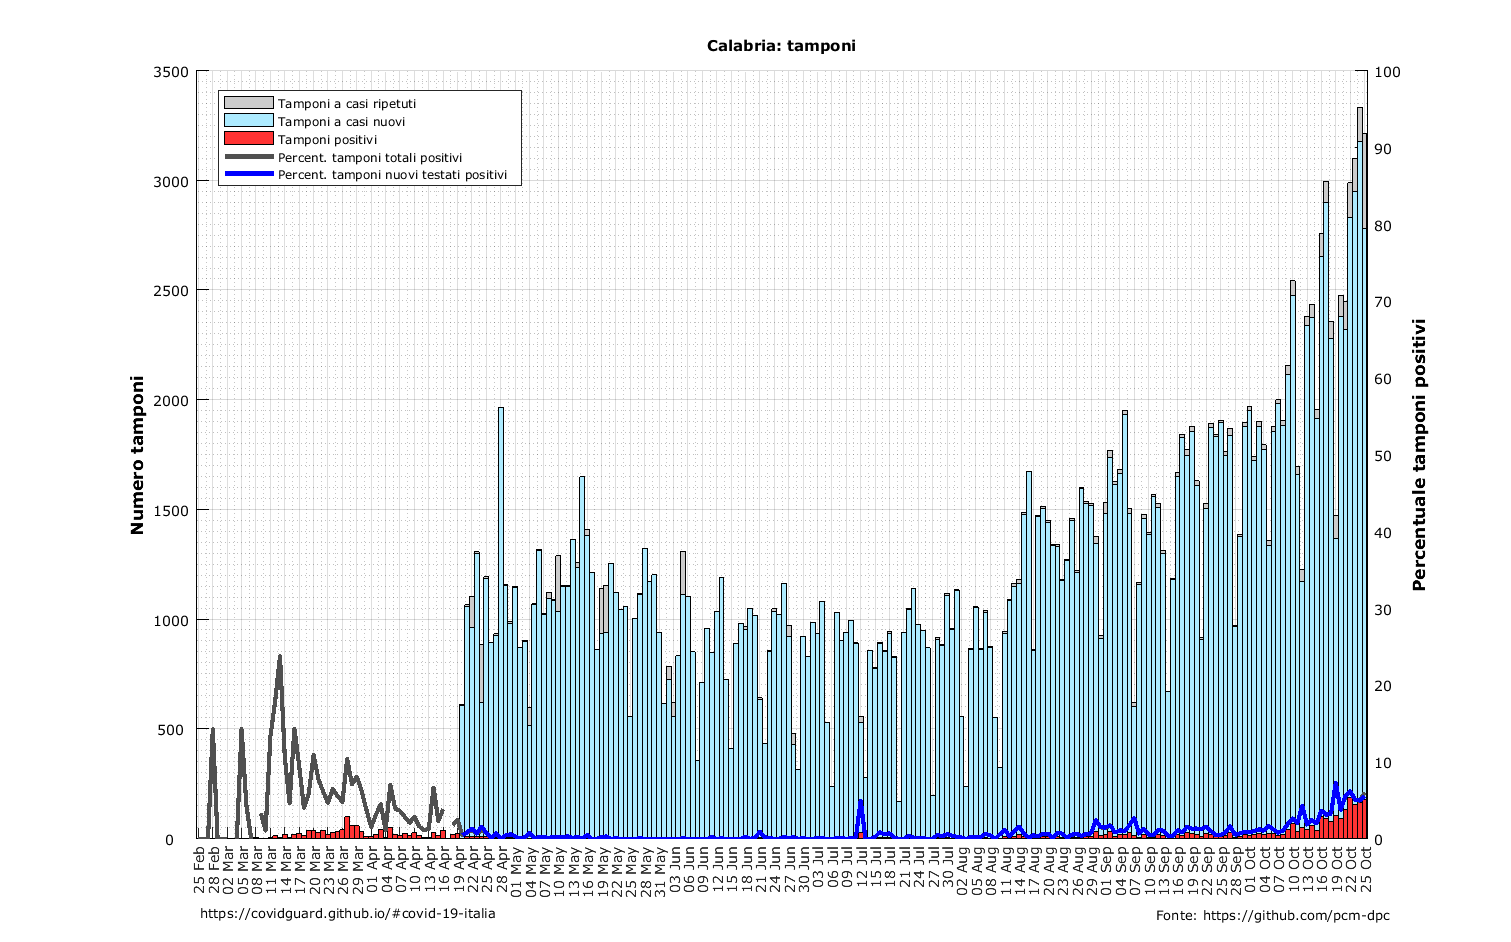 Calabria: tamponi
3500
3000
2500
2000
1500
1000
500
0
Numero tamponi
100
90
80
70
60
50
40
30
20
10
0
Percentuale tamponi positivi
Tamponi a casi ripetuti
Tamponi a casi nuovi
Tamponi positivi
Percent. tamponi totali positivi
Percent. tamponi nuovi testati positivi
25 Feb
28 Feb
02 Mar
05 Mar
08 Mar
11 Mar
14 Mar
17 Mar
20 Mar
23 Mar
26 Mar
29 Mar
01 Apr
04 Apr
07 Apr
10 Apr
13 Apr
16 Apr
19 Apr
22 Apr
25 Apr
28 Apr
01 May
04 May
07 May
10 May
13 May
16 May
19 May
22 May
25 May
28 May
31 May
03 Jun
06 Jun
09 Jun
12 Jun
15 Jun
18 Jun
21 Jun
24 Jun
27 Jun
30 Jun
03 Jul
06 Jul
09 Jul
12 Jul
15 Jul
18 Jul
21 Jul
24 Jul
27 Jul
30 Jul
02 Aug
05 Aug
08 Aug
11 Aug
14 Aug
17 Aug
20 Aug
23 Aug
26 Aug
29 Aug
01 Sep
04 Sep
07 Sep
10 Sep
13 Sep
16 Sep
19 Sep
22 Sep
25 Sep
28 Sep
01 Oct
04 Oct
07 Oct
10 Oct
13 Oct
16 Oct
19 Oct
22 Oct
25 Oct
https://covidguard.github.io/#covid-19-italia
Fonte: https://github.com/pcm-dpc